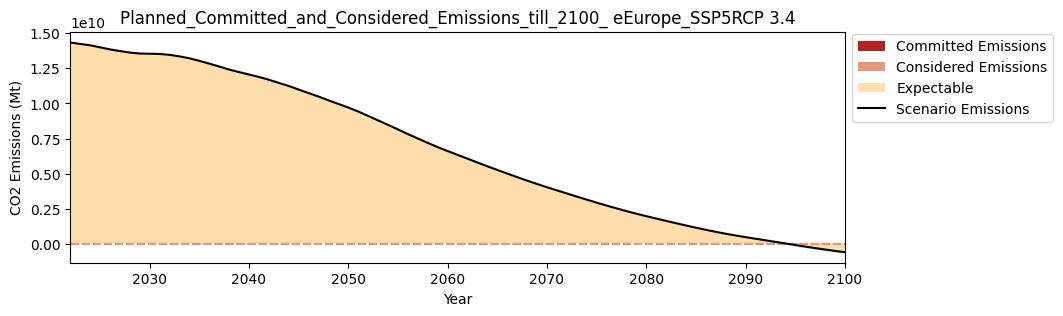 Planned_Committed_and_Considered_Emissions_till_2100_ eEurope_SSP5RCP 3.4
1e10
1.50
1.25
1.00
0.75
0.50
0.25
0.00
CO2 Emissions (Mt)
2030 2040 2050 2060 2070 2080 2090 2100
Year
Committed Emissions
Considered Emissions
Expectable
Scenario Emissions